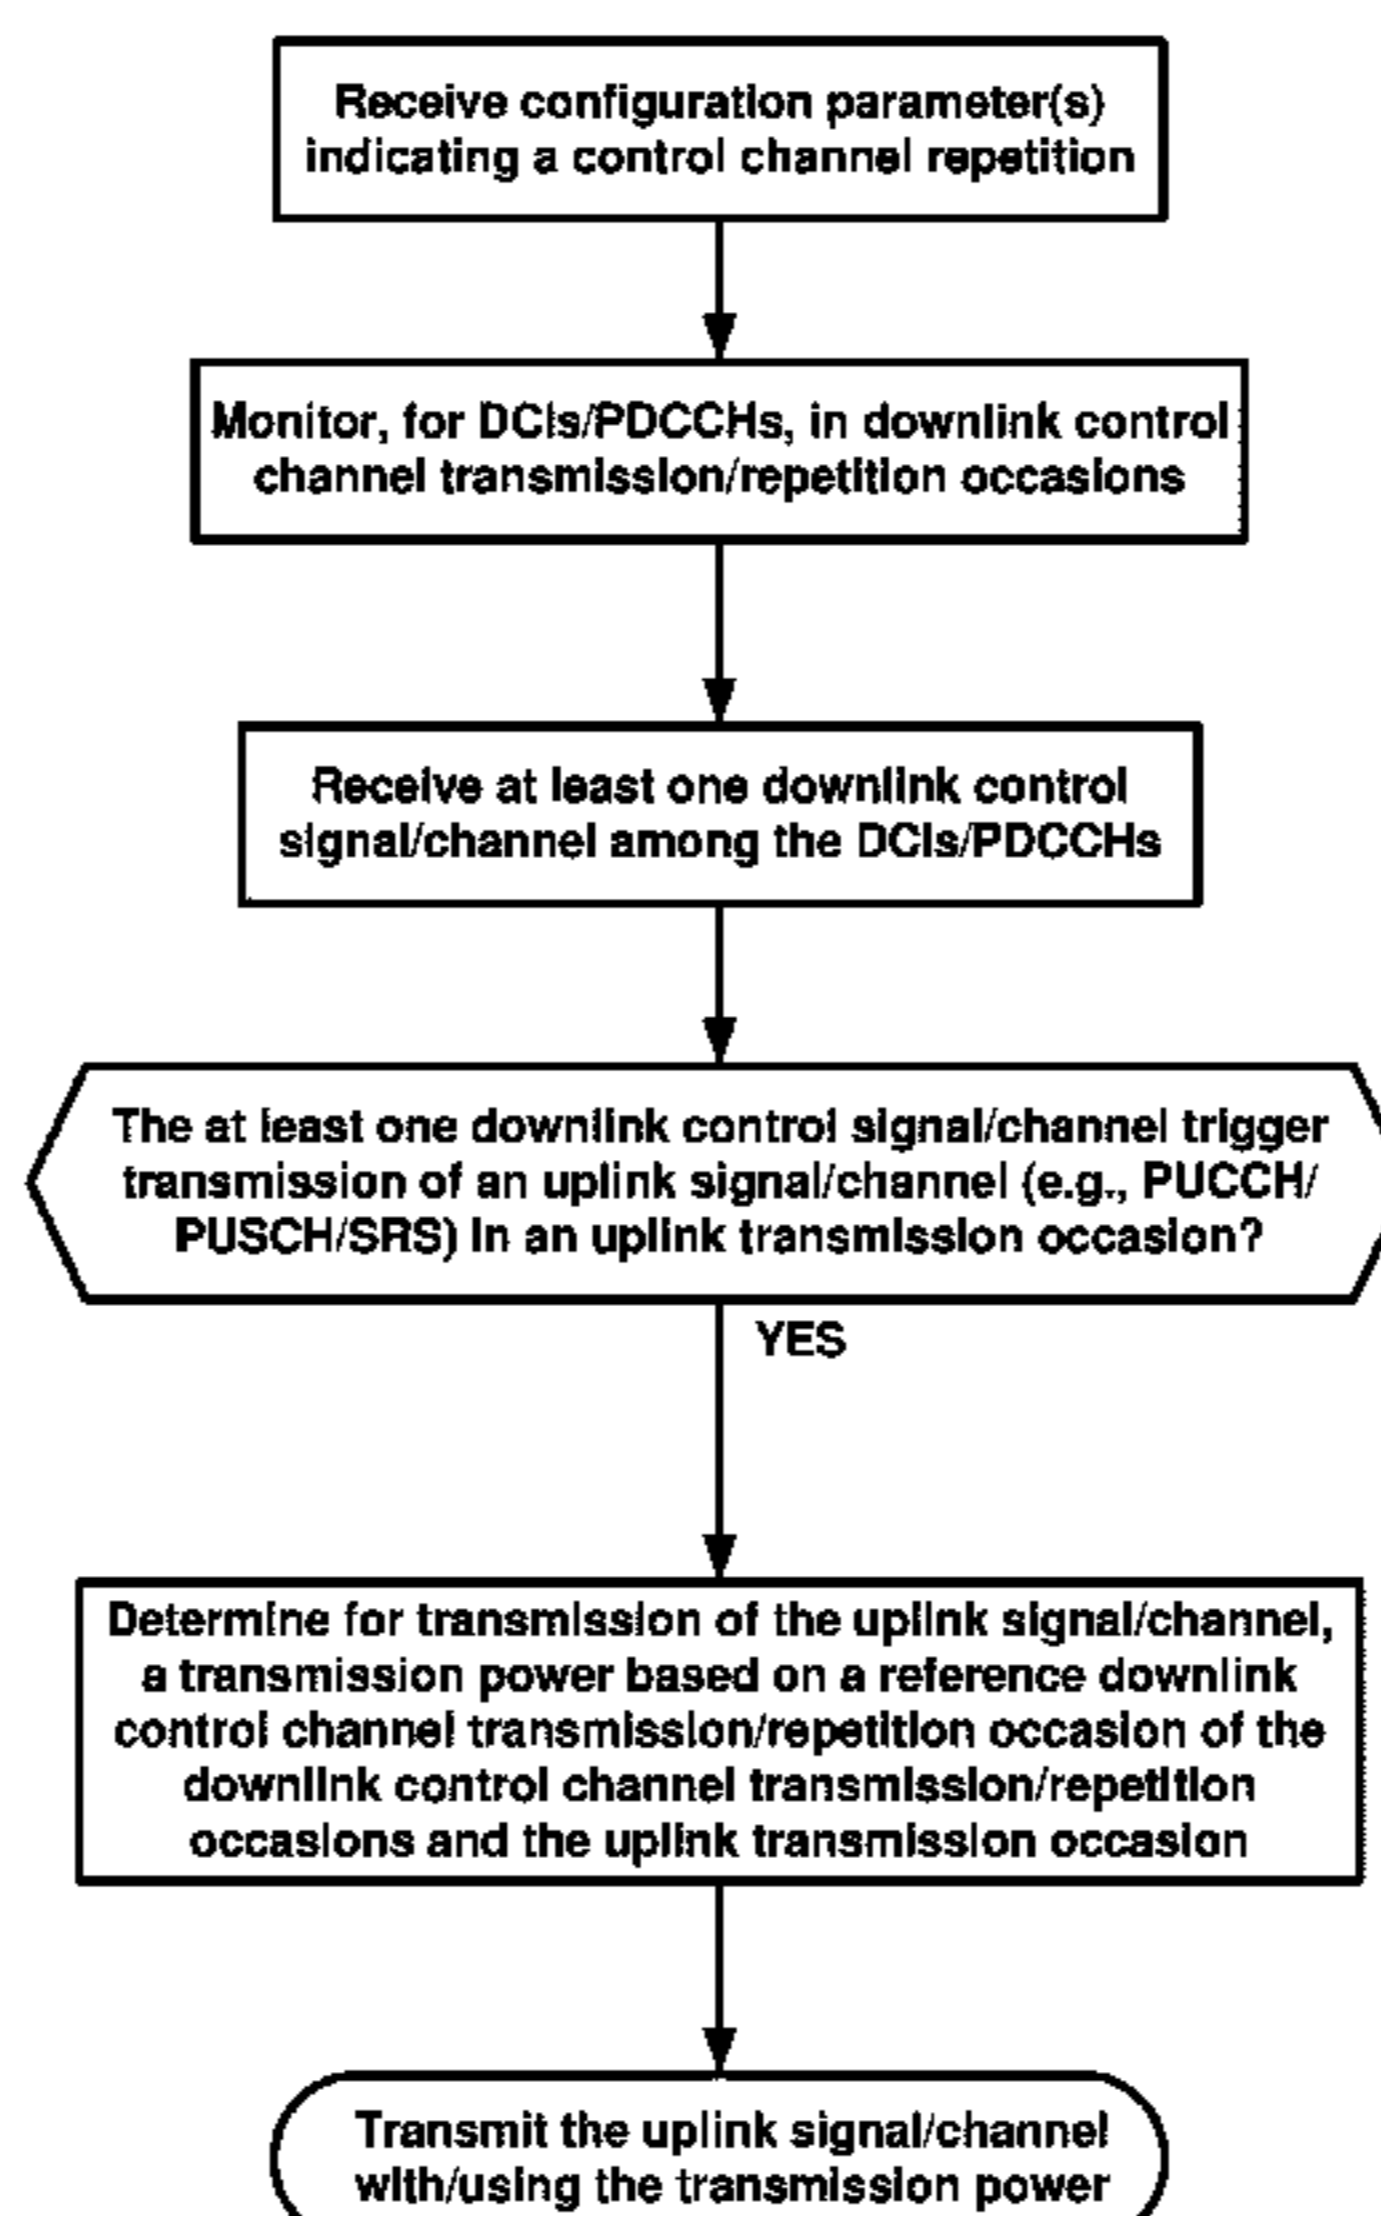 Receive configuration parameter(s)
indicating a control channel repetition
Monitor, for DCIs/PDCCHs, in downlink control
channel transmission/repetition occasions
Receive at least one downlink control
signal/channel among the DCIs/PDCCHs
The at least one downlink control signal/channel trigger
transmission of an uplink signal/channel (e.g., PUCCH/
PUSCH/SRS) in an uplink transmission occasion?
YES
Determine for transmission of the uplink signal/channel,
a transmission power based on a reference downlink
control channel transmission/repetition occasion of the
downlink control channel transmission/repetition
occasions and the uplink transmission occasion
Transmit the uplink signal/channel
with/using the transmission power